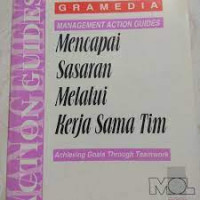 GRAMEDIA
MANAGEMENT ACTION GUIDES
Mencapai
Sasaran
Melalui
Kerja Sama Tim
Achieving Goals Through Teamwork
ACTION GUIDES